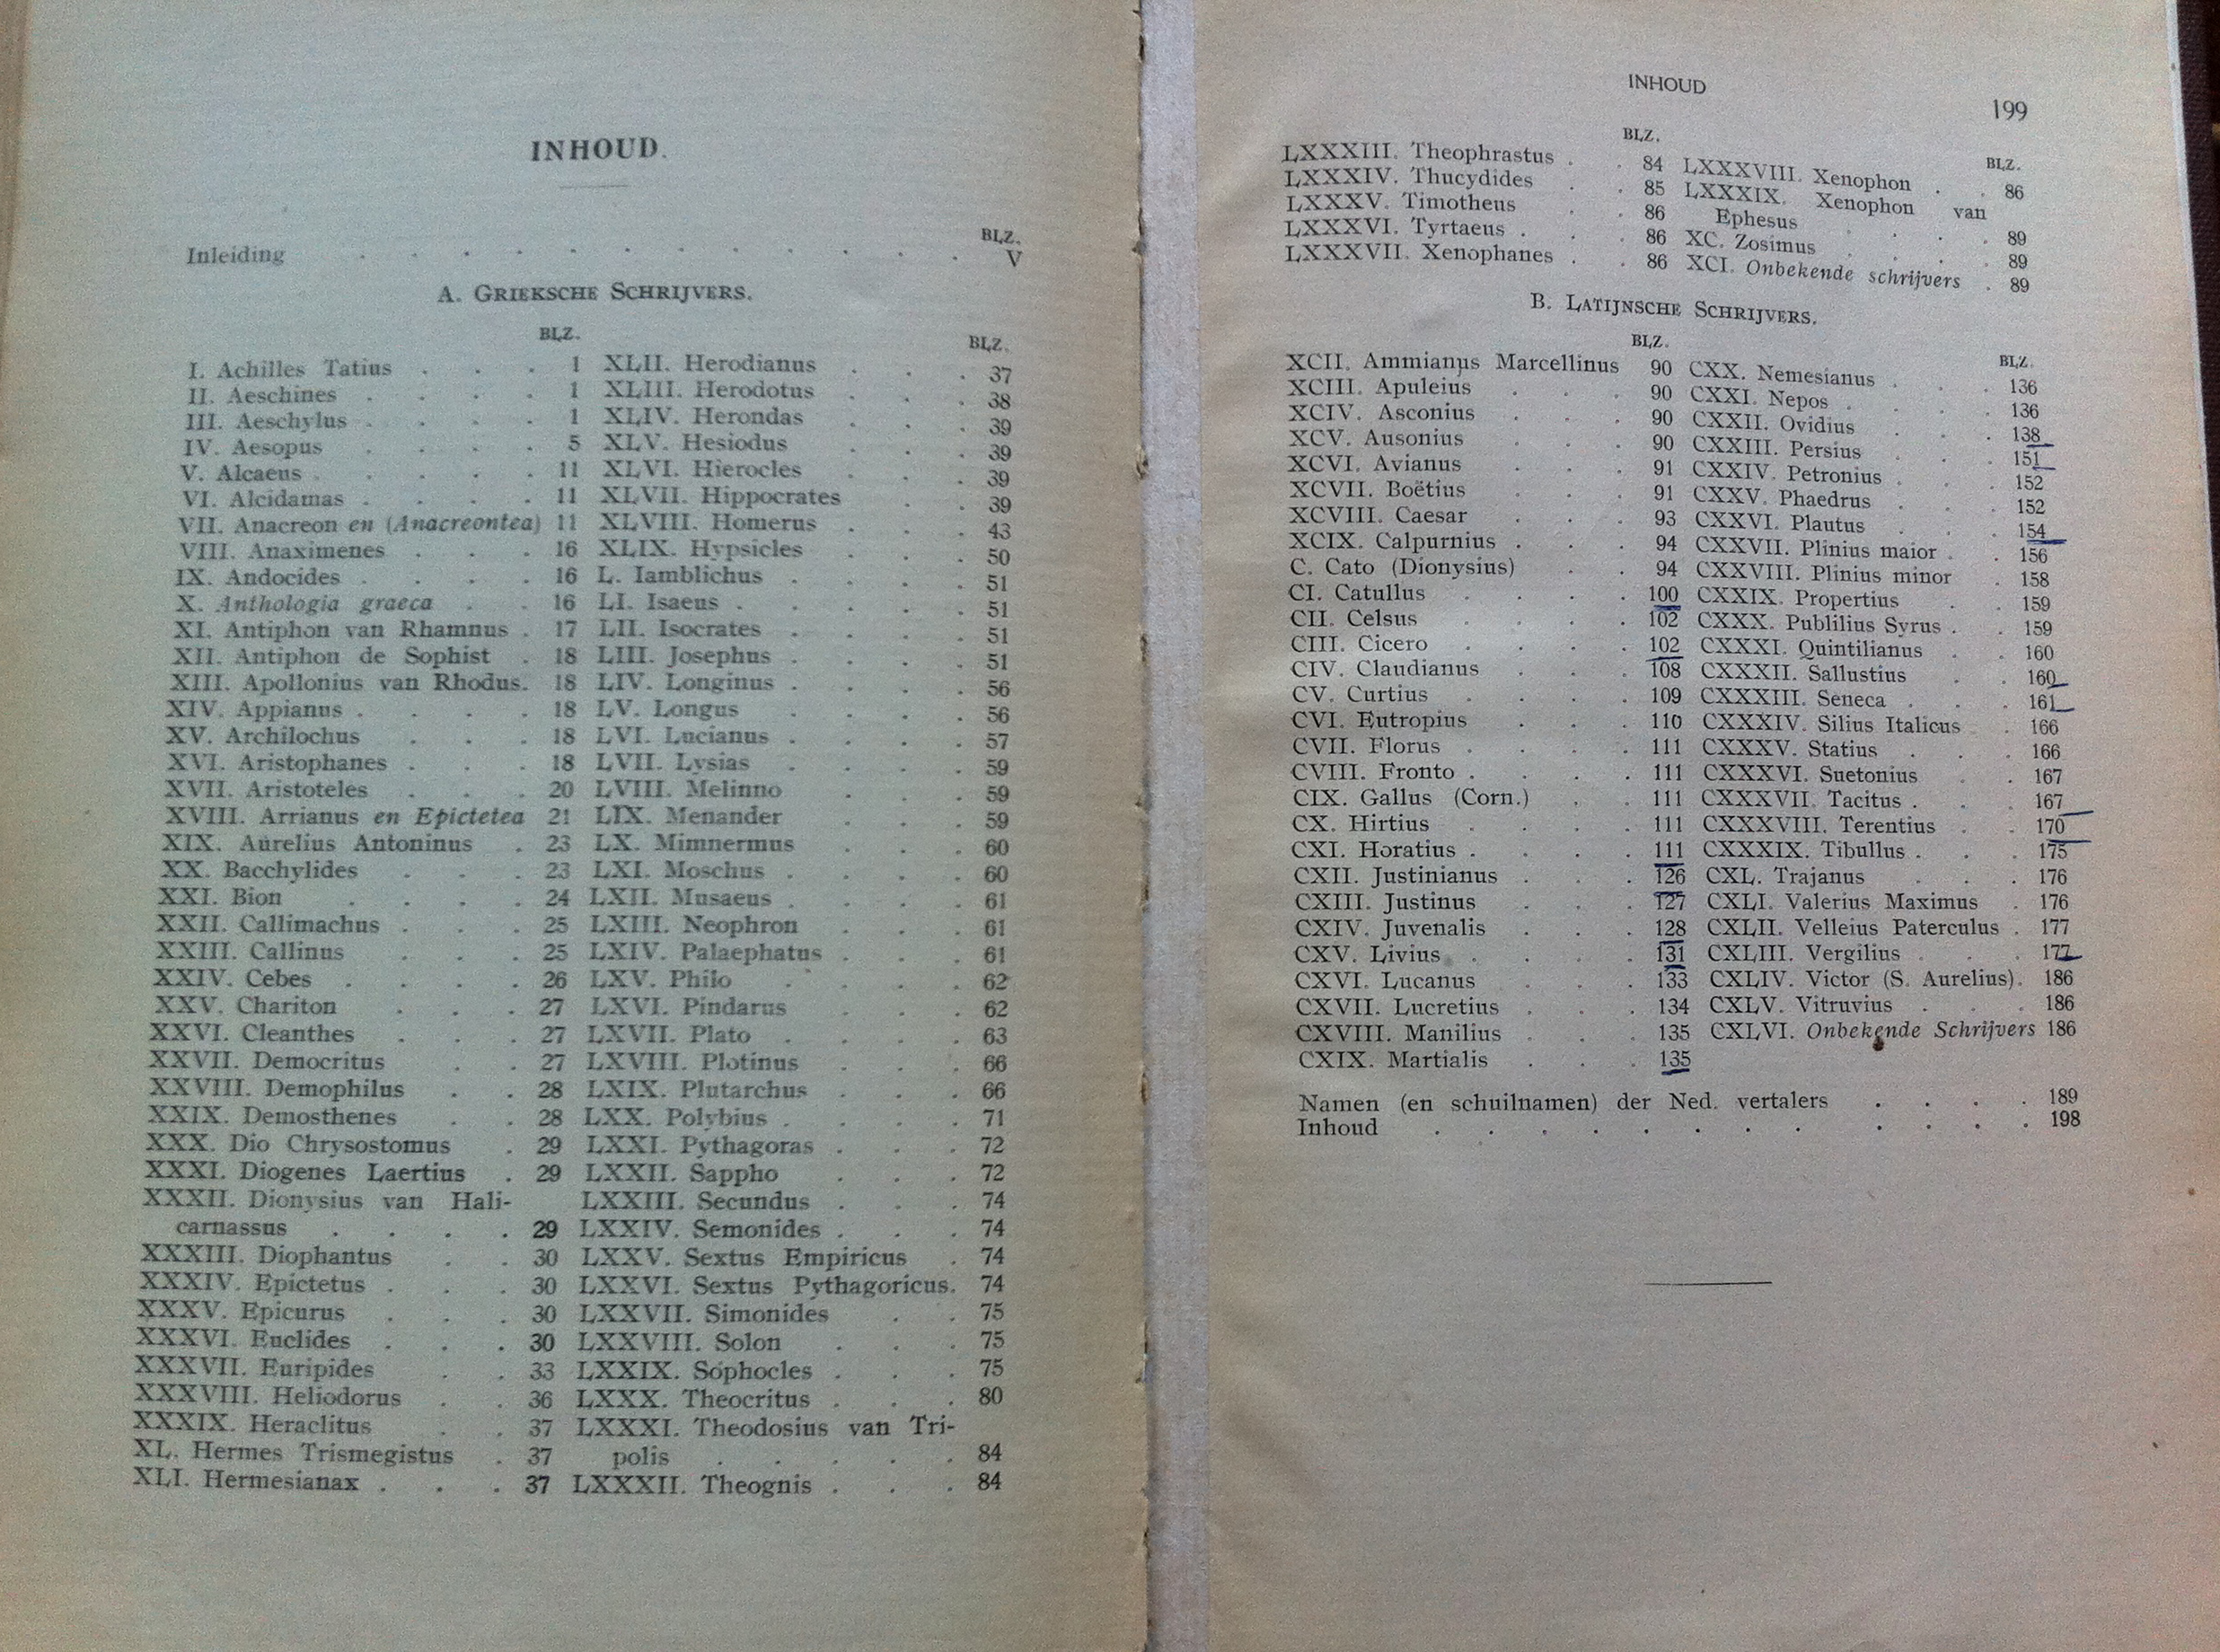 INHOUD.
BLZ.
Inleiding . . . . . . . . . . . . V
A. GRIEKSCHE SCHRIJVERS.
BLZ.
I. Achilles Tatius . . . 1
II. Aeschines . . . . 1
III. Aeschylus . . . . 1
IV. Aesopus . . . . 5
V. Alcaeus . . . . 11
VI. Alcidamas . . . . 11
VII. Anacreon en (Anacreontea) 11
VIII. Anaximenes . . . 16
IX. Andocides . . . . 16
X. Anthologia graeca . . 16
XI. Antiphon van Rhamnus . 17
XII. Antiphon de Sophist . 18
XIII. Apollonius van Rhodus. 18
XIV. Appianus . . . . 18
XV. Archilochus . . . 18
XVI. Aristophanes . . . 18
XVII. Aristoteles . . . 20
XVIII. Arrianus en Epictetea 21
XIX. Aurelius Antoninus . 23
XX. Bacchylides . . . 23
XXI. Bion . . . . 24
XXII. Callimachus . . . 25
XXIII. Callinus . . . 25
XXIV. Cebes . . . . 26
XXV. Chariton . . . 27
XXVI. Cleanthes . . . 27
XXVII. Democritus . . 27
XXVIII. Demophilus . . 28
XXIX. Demosthenes . . 28
XXX. Dio Chrysostomus . 29
XXXI. Diogenes Laertius . 29
XXXII. Dionysius van Hali-
carnassus . . . . 29
XXXIII. Diophantus . . 30
XXXIV. Epictetus . . . 30
XXXV. Epicurus . . . 30
XXXVI. Euclides . . . 30
XXXVII. Euripides . . 33
XXXVIII. Heliodorus . . 36
XXXIX. Heraclitus . . 37
XL. Hermes Trismegistus . 37
XLI. Hermesianax . . . 37
BLZ.
XLII. Herodianus . . . 37
XLIII. Herodotus . . . 38
XLIV. Herondas . . . 39
XLV. Hesiodus . . . 39
XLVI. Hierocles . . . 39
XLVII. Hippocrates . . 39
XLVIII. Homerus . . . 43
XLIX. Hypsicles . . . 50
L. Iamblichus . . . . 51
LI. Isaeus . . . . . 51
LII. Isocrates . . . . 51
LIII. Josephus . . . . 51
LIV. Longinus . . . . 56
LV. Longus . . . . 56
LVI. Lucianus . . . . 57
LVII. Lysias . . . . 59
LVIII. Melinno . . . 59
LIX. Menander . . . 59
LX. Mimnermus . . . 60
LXI. Moschus . . . . 60
LXII. Musaeus . . . . 61
LXIII. Neophron . . . 61
LXIV. Palaephatus . . . 61
LXV. Philo . . . . 62
LXVI. Pindarus . . . 62
LXVII. Plato . . . . 63
LXVIII. Plotinus . . . 66
LXIX. Plutarchus . . . 66
LXX. Polybius . . . . 71
LXXI. Pythagoras . . . 72
LXXII. Sappho . . . 72
LXXIII. Secundus . . . 74
LXXIV. Semonides . . . 74
LXXV. Sextus Empiricus . 74
LXXVI. Sextus Pythagoricus. 74
LXXVII. Simonides . . 75
LXXVIII. Solon . . . 75
LXXIX. Sophocles . . . 75
LXXX. Theocritus . . . 80
LXXXI. Theodosius van Tri-
polis . . . . . 84
LXXXII. Theognis . . . 84
INHOUD
199
BLZ.
LXXXIII. Theophrastus . . 84
LXXXIV. Thucydides . . 85
LXXXV. Timotheus . . 86
LXXXVI. Tyrtaeus . . . 86
LXXXVII. Xenophanes . . 86
BLZ.
LXXXVIII. Xenophon . . 86
LXXXIX. Xenophon van
Ephesus . . . . 89
XC. Zosimus . . . . 89
XCI. Onbekende schrijvers . 89
B. LATIJNSCHE SCHRIJVERS.
BLZ.
XCII. Ammianus Marcellinus 90
XCIII. Apuleius . . . 90
XCIV. Asconius . . . 90
XCV. Ausonius . . . 90
XCVI. Avianus . . . 91
XCVII. Boëtius . . . 91
XCVIII. Caesar . . . 93
XCIX. Calpurnius . . . 94
C. Cato (Dionysius) . . 94
CI. Catullus . . . . 100
CII. Celsus . . . . 102
CIII. Cicero . . . . 102
CIV. Claudianus . . . 108
CV. Curtius . . . . 109
CVI. Eutropius . . . 110
CVII. Florus . . . . 111
CVIII. Fronto . . . . 111
CIX. Gallus (Corn.) . . 111
CX. Hirtius . . . . 111
CXI. Horatius . . . . 111
CXII. Justinianus . . . 126
CXIII. Justinus . . . 127
CXIV. Juvenalis . . . 128
CXV. Livius . . . . 131
CXVI. Lucanus . . . 133
CXVII. Lucretius . . . 134
CXVIII. Manilius . . . 135
CXIX. Martialis . . . 135
BLZ.
CXX. Nemesianus . . . 136
CXXI. Nepos . . . . 136
CXXII. Ovidius . . . 138
CXXIII. Persius . . . 151
CXXIV. Petronius . . . 152
CXXV. Phaedrus . . . 152
CXXVI. Plautus . . . 154
CXXVII. Plinius maior . . 156
CXXVIII. Plinius minor . 158
CXXIX. Propertius . . 159
CXXX. Publilius Syrus . . 159
CXXXI. Quintilianus . . 160
CXXXII. Sallustius . . 160
CXXXIII. Seneca . . . 161
CXXXIV. Silius Italicus . 166
CXXXV. Statius . . . 166
CXXXVI. Suetonius . . 167
CXXXVII. Tacitus . . . 167
CXXXVIII. Terentius . . 170
CXXXIX. Tibullus . . . 175
CXL. Trajanus . . . 176
CXLI. Valerius Maximus . 176
CXLII. Velleius Paterculus . 177
CXLIII. Vergilius . . . 177
CXLIV. Victor (S. Aurelius). 186
CXLV. Vitruvius . . . 186
CXLVI. Onbekende Schrijvers 186
Namen (en schuilnamen) der Ned. vertalers . . . . 189
Inhoud . . . . . . . . . . . . 198